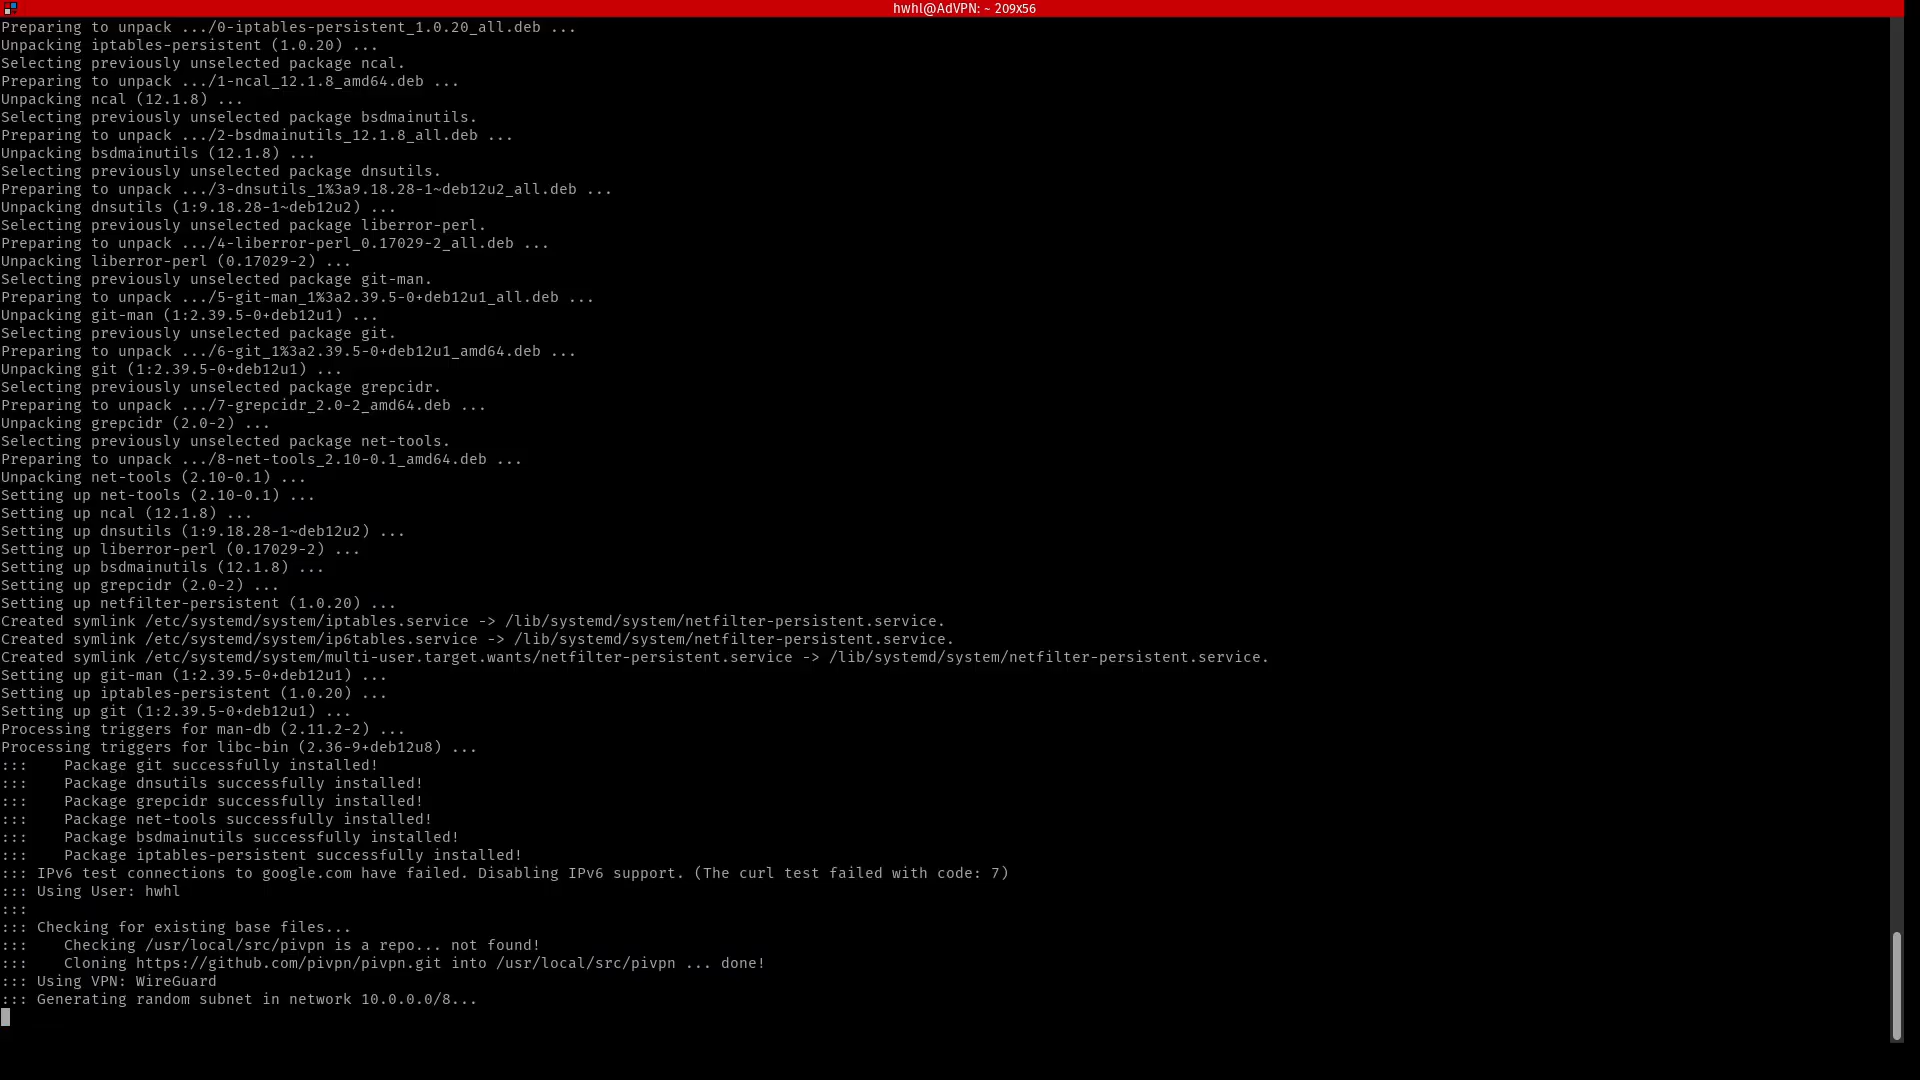 hwhl@AdVPN: ~ 209x56
Preparing to unpack .../0-iptables-persistent_1.0.20_all.deb ...
Unpacking iptables-persistent (1.0.20) ...
Selecting previously unselected package ncal.
Preparing to unpack .../1-ncal_12.1.8_amd64.deb ...
Unpacking ncal (12.1.8) ...
Selecting previously unselected package bsdmainutils.
Preparing to unpack .../2-bsdmainutils_12.1.8_all.deb ...
Unpacking bsdmainutils (12.1.8) ...
Selecting previously unselected package dnsutils.
Preparing to unpack .../3-dnsutils_1%3a9.18.28-1~deb12u2_all.deb ...
Unpacking dnsutils (1:9.18.28-1~deb12u2) ...
Selecting previously unselected package liberror-perl.
Preparing to unpack .../4-liberror-perl_0.17029-2_all.deb ...
Unpacking liberror-perl (0.17029-2) ...
Selecting previously unselected package git-man.
Preparing to unpack .../5-git-man_1%3a2.39.5-0+deb12u1_all.deb ...
Unpacking git-man (1:2.39.5-0+deb12u1) ...
Selecting previously unselected package git.
Preparing to unpack .../6-git_1%3a2.39.5-0+deb12u1_amd64.deb ...
Unpacking git (1:2.39.5-0+deb12u1) ...
Selecting previously unselected package grepcidr.
Preparing to unpack .../7-grepcidr_2.0-2_amd64.deb ...
Unpacking grepcidr (2.0-2) ...
Selecting previously unselected package net-tools.
Preparing to unpack .../8-net-tools_2.10-0.1_amd64.deb ...
Unpacking net-tools (2.10-0.1) ...
Setting up net-tools (2.10-0.1) ...
Setting up ncal (12.1.8) ...
Setting up dnsutils (1:9.18.28-1~deb12u2) ...
Setting up liberror-perl (0.17029-2) ...
Setting up bsdmainutils (12.1.8) ...
Setting up grepcidr (2.0-2) ...
Setting up netfilter-persistent (1.0.20) ...
Created symlink /etc/systemd/system/iptables.service -> /lib/systemd/system/netfilter-persistent.service.
Created symlink /etc/systemd/system/ip6tables.service -> /lib/systemd/system/netfilter-persistent.service.
Created symlink /etc/systemd/system/multi-user.target.wants/netfilter-persistent.service -> /lib/systemd/system/netfilter-persistent.service.
Setting up git-man (1:2.39.5-0+deb12u1) ...
Setting up iptables-persistent (1.0.20) ...
Setting up git (1:2.39.5-0+deb12u1) ...
Processing triggers for man-db (2.11.2-2) ...
Processing triggers for libc-bin (2.36-9+deb12u8) ...
:::    Package git successfully installed!
:::    Package dnsutils successfully installed!
:::    Package grepcidr successfully installed!
:::    Package net-tools successfully installed!
:::    Package bsdmainutils successfully installed!
:::    Package iptables-persistent successfully installed!
::: IPv6 test connections to google.com have failed. Disabling IPv6 support. (The curl test failed with code: 7)
::: Using User: hwhl
:::
::: Checking for existing base files...
:::    Checking /usr/local/src/pivpn is a repo... not found!
:::    Cloning https://github.com/pivpn/pivpn.git into /usr/local/src/pivpn ... done!
::: Using VPN: WireGuard
::: Generating random subnet in network 10.0.0.0/8...